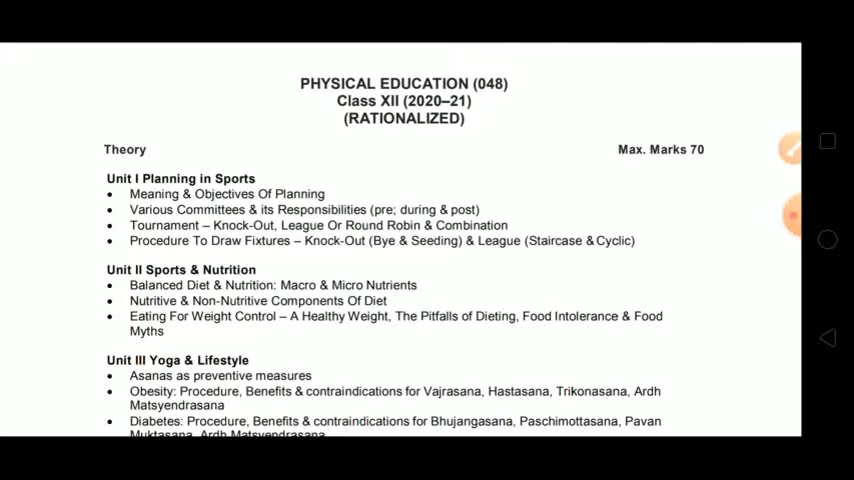 PHYSICAL EDUCATION (048)
Class XII (2020–21)
(RATIONALIZED)
Theory Max. Marks 70
Unit I Planning in Sports
• Meaning & Objectives Of Planning
• Various Committees & its Responsibilities (pre; during & post)
• Tournament – Knock-Out, League Or Round Robin & Combination
• Procedure To Draw Fixtures – Knock-Out (Bye & Seeding) & League (Staircase & Cyclic)
Unit II Sports & Nutrition
• Balanced Diet & Nutrition: Macro & Micro Nutrients
• Nutritive & Non-Nutritive Components Of Diet
• Eating For Weight Control – A Healthy Weight, The Pitfalls of Dieting, Food Intolerance & Food
Myths
Unit III Yoga & Lifestyle
• Asanas as preventive measures
• Obesity: Procedure, Benefits & contraindications for Vajrasana, Hastasana, Trikonasana, Ardh
Matsyendrasana
• Diabetes: Procedure, Benefits & contraindications for Bhujangasana, Paschimottasana, Pavan
Muktasana, Ardh Matsyendrasana